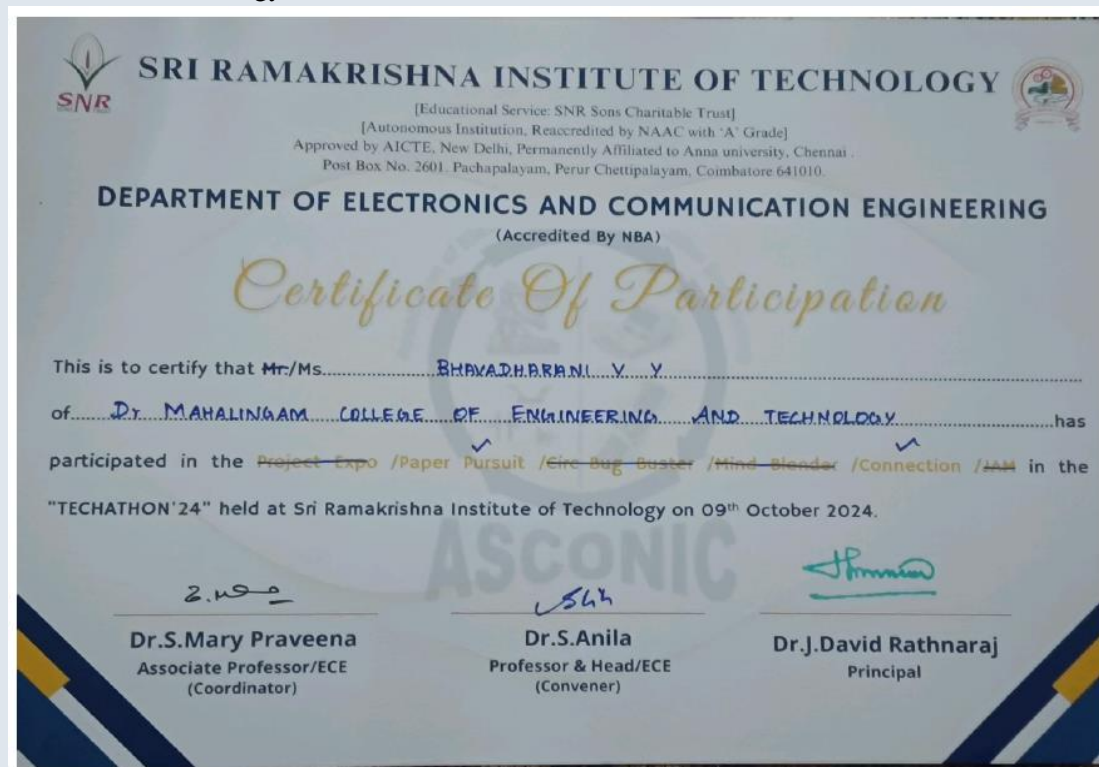 SNR
SRI RAMAKRISHNA INSTITUTE OF TECHNOLOGY
[Educational Service: SNR Sons Charitable Trust]
[Autonomous Institution, Reaccredited by NAAC with 'A' Grade]
Approved by AICTE, New Delhi, Permanently Affiliated to Anna university, Chennai .
Post Box No. 2601. Pachapalayam, Perur Chettipalayam, Coimbatore 641010.
DEPARTMENT OF ELECTRONICS AND COMMUNICATION ENGINEERING
(Accredited By NBA)
Certificate Of Participation
This is to certify that Mr./Ms. BHAVADHARANI V Y
of Dr MAHALINGAM COLLEGE OF ENGINEERING AND TECHNOLOGY has
participated in the Project Expo /Paper Pursuit /Circ Bug Buster /Mind Blender /Connection /JAM in the
"TECHATHON'24" held at Sri Ramakrishna Institute of Technology on 09th October 2024.
ASCONIC
Dr.S.Mary Praveena
Associate Professor/ECE
(Coordinator)
Dr.S.Anila
Professor & Head/ECE
(Convener)
Dr.J.David Rathnaraj
Principal